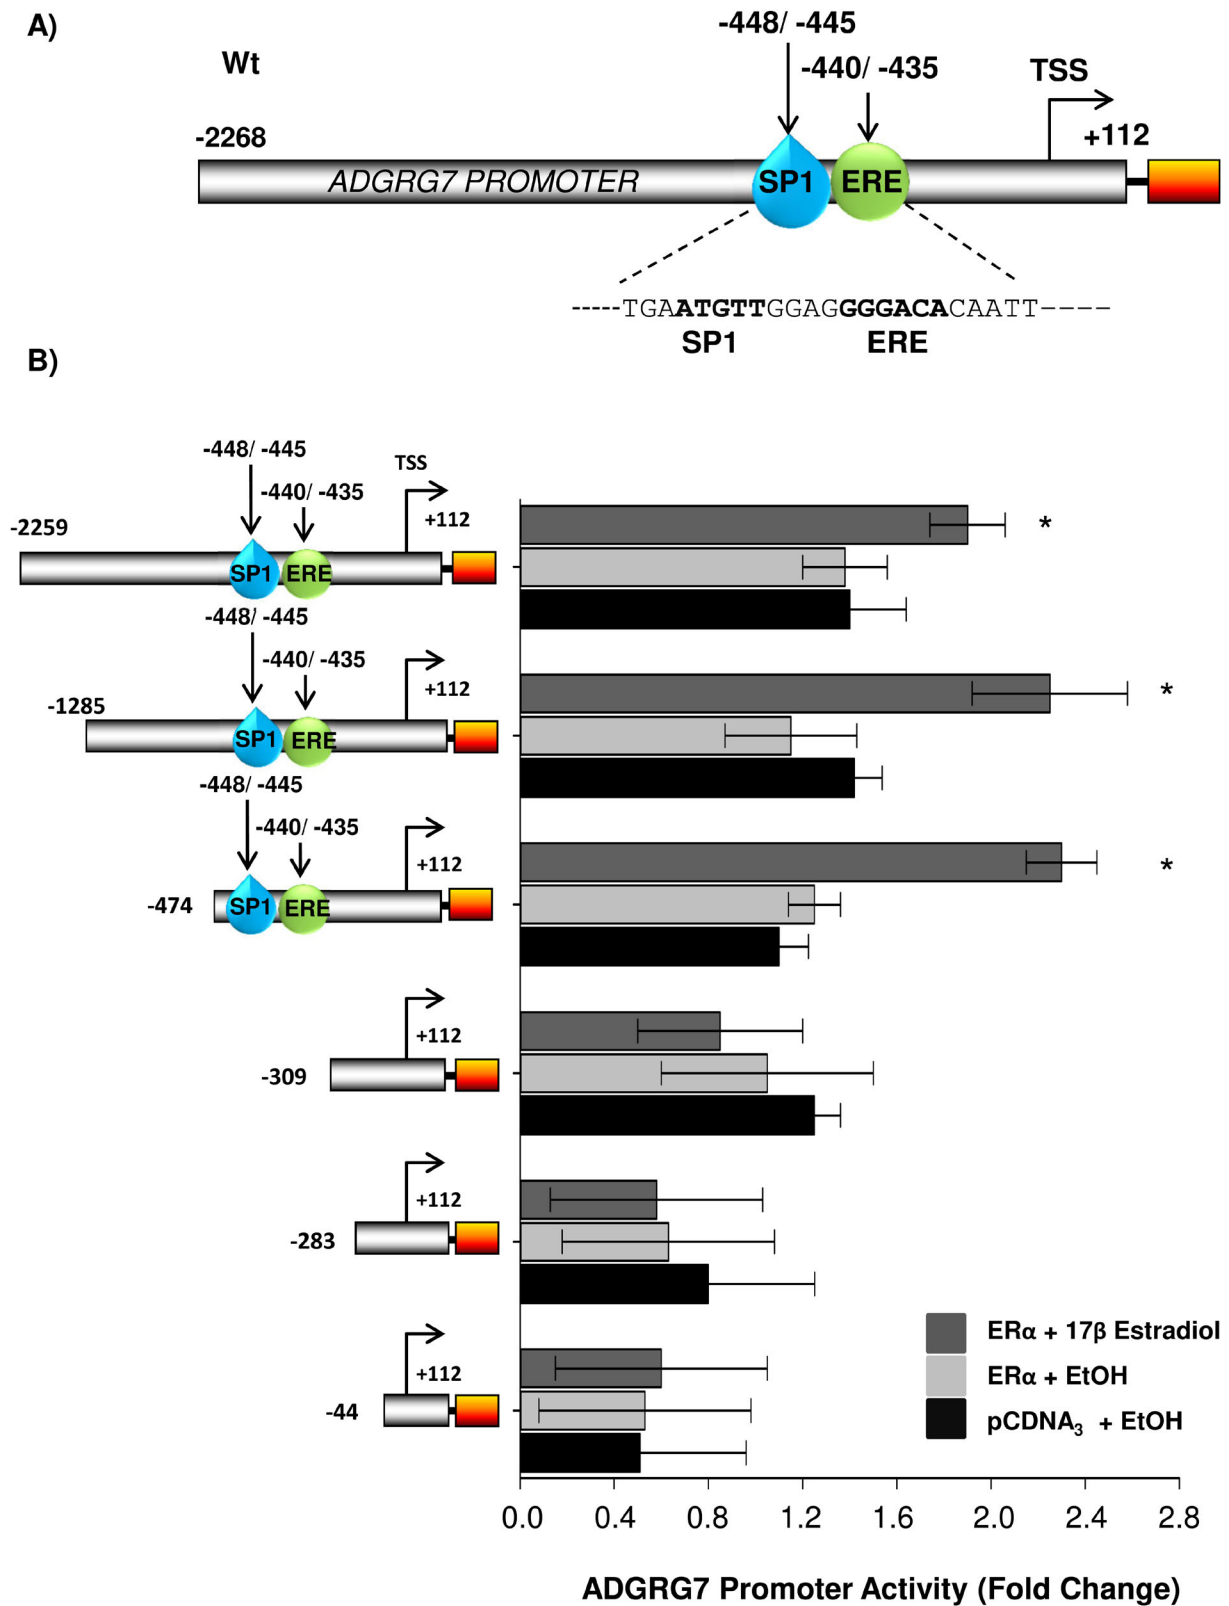 A)
Wt
-448/ -445
-440/ -435
TSS
-2268
+112
ADGRG7 PROMOTER
SP1
ERE
-----TGAATGTTGGAGGGGACACAATT----
SP1
ERE
B)
-448/ -445
TSS
-440/ -435
+112
-2259
SP1
ERE
-448/ -445
-440/ -435
+112
-1285
SP1
ERE
-448/ -445
-440/ -435
+112
-474
SP1
ERE
+112
-309
+112
-283
+112
-44
*
*
*
ERα + 17β Estradiol
ERα + EtOH
pCDNA3 + EtOH
0.0 0.4 0.8 1.2 1.6 2.0 2.4 2.8
ADGRG7 Promoter Activity (Fold Change)